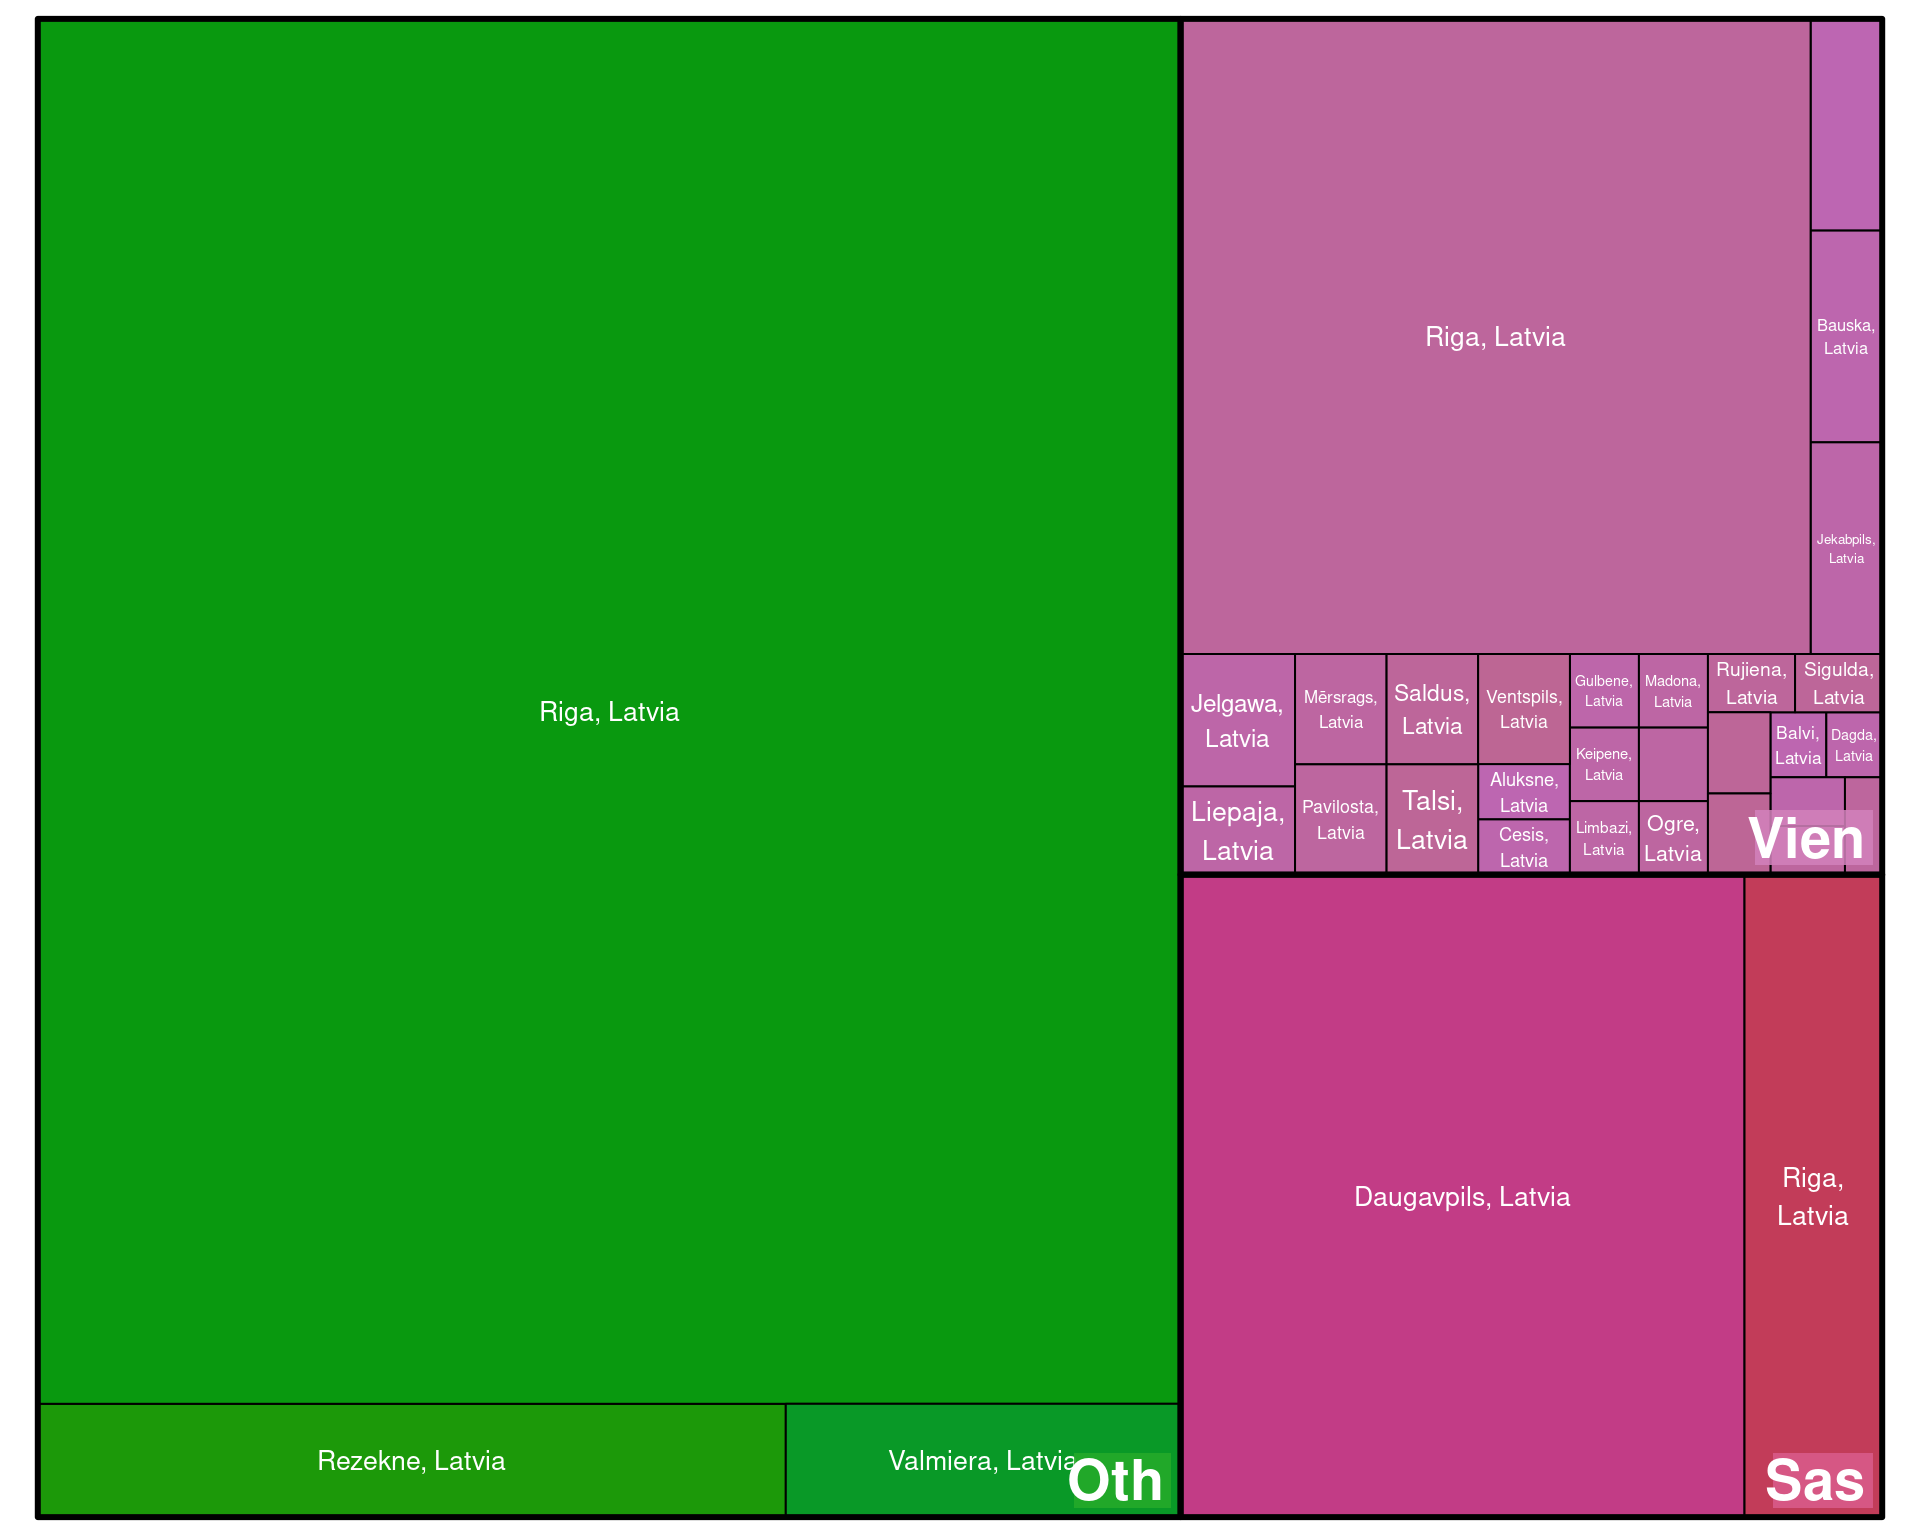 Riga, Latvia
Rezekne, Latvia
Valmiera, Latvia
Oth
Riga, Latvia
Bauska,
Latvia
Jekabpils,
Latvia
Jelgawa,
Latvia
Liepaja,
Latvia
Mērsrags,
Latvia
Pavilosta,
Latvia
Saldus,
Latvia
Talsi,
Latvia
Ventspils,
Latvia
Aluksne,
Latvia
Cesis,
Latvia
Gulbene,
Latvia
Keipene,
Latvia
Limbazi,
Latvia
Madona,
Latvia
Ogre,
Latvia
Rujiena,
Latvia
Sigulda,
Latvia
Balvi,
Latvia
Dagda,
Latvia
Vien
Daugavpils, Latvia
Riga,
Latvia
Sas